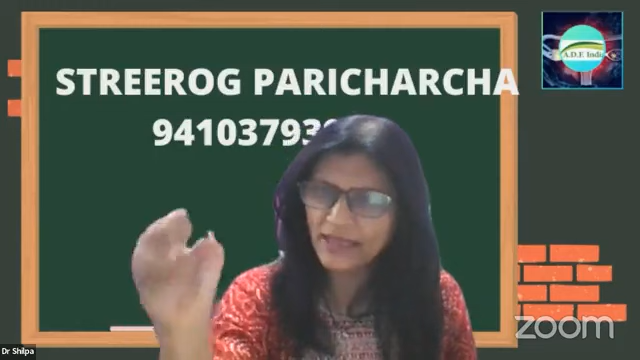 STREEROG PARICHARCHA
94103793
A.D.F. India
zoom
Dr Shilpa